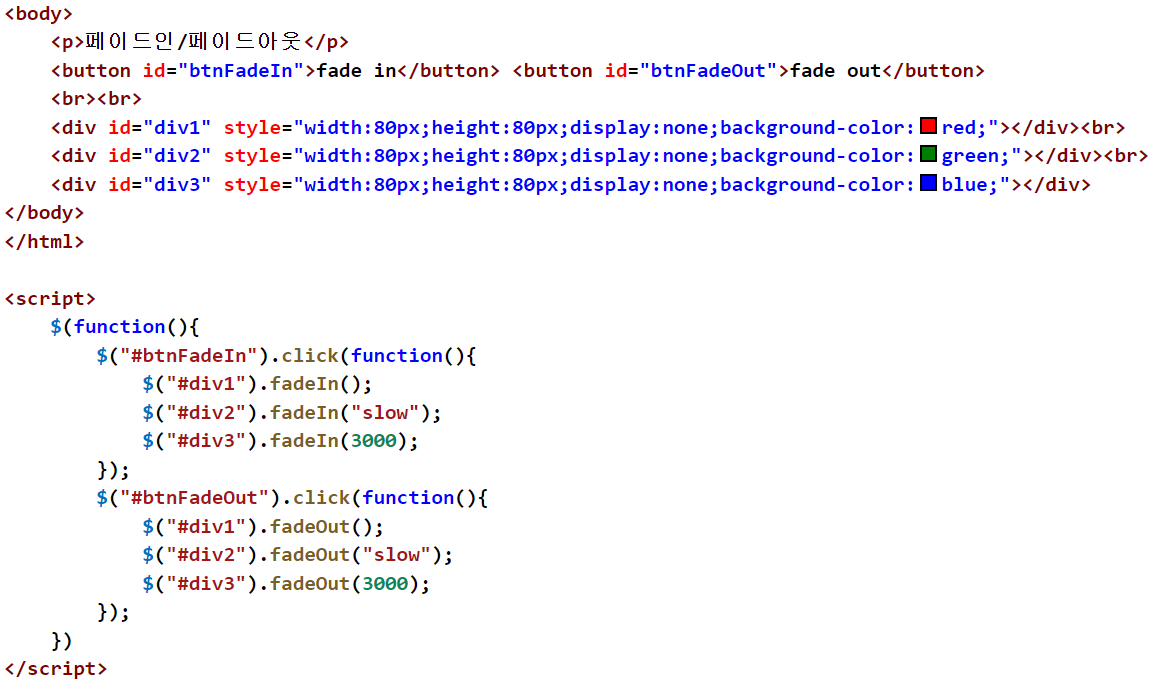 <body>
    <p>페이드인/페이드아웃</p>
    <button id="btnFadeIn">fade in</button> <button id="btnFadeOut">fade out</button>
    <br><br>
    <div id="div1" style="width:80px;height:80px;display:none;background-color:red;"></div><br>
    <div id="div2" style="width:80px;height:80px;display:none;background-color:green;"></div><br>
    <div id="div3" style="width:80px;height:80px;display:none;background-color:blue;"></div>
</body>
</html>

<script>
    $(function(){
        $("#btnFadeIn").click(function(){
            $("#div1").fadeIn();
            $("#div2").fadeIn("slow");
            $("#div3").fadeIn(3000);
        });
        $("#btnFadeOut").click(function(){
            $("#div1").fadeOut();
            $("#div2").fadeOut("slow");
            $("#div3").fadeOut(3000);
        });
    })
</script>